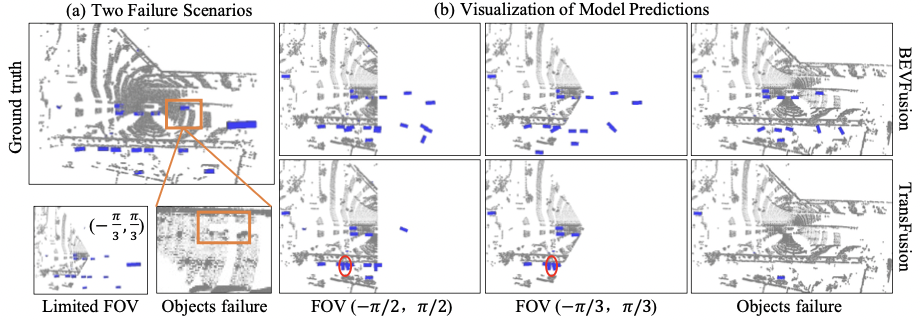 (a) Two Failure Scenarios
(b) Visualization of Model Predictions
Ground truth
BEVFusion
TransFusion
(−π/3, π/3)
Limited FOV
Objects failure
FOV (−π/2, π/2)
FOV (−π/3, π/3)
Objects failure